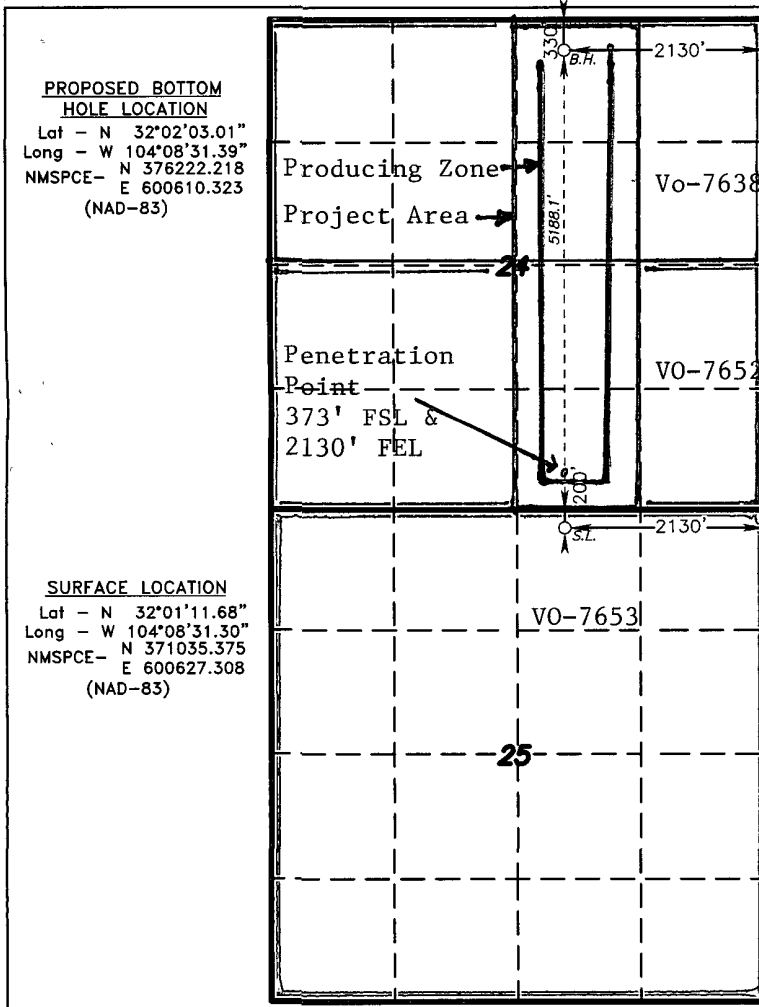 PROPOSED BOTTOM
HOLE LOCATION
Lat - N 32°02'03.01"
Long - W 104°08'31.39"
NMSPCE- N 376222.218
E 600610.323
(NAD-83)
330'
B.H.
2130'
Producing Zone
Vo-7638
Project Area
5188.1'
24
Penetration
Point
373' FSL &
2130' FEL
VO-7652
200'
S.L.
2130'
SURFACE LOCATION
Lat - N 32°01'11.68"
Long - W 104°08'31.30"
NMSPCE- N 371035.375
E 600627.308
(NAD-83)
VO-7653
25